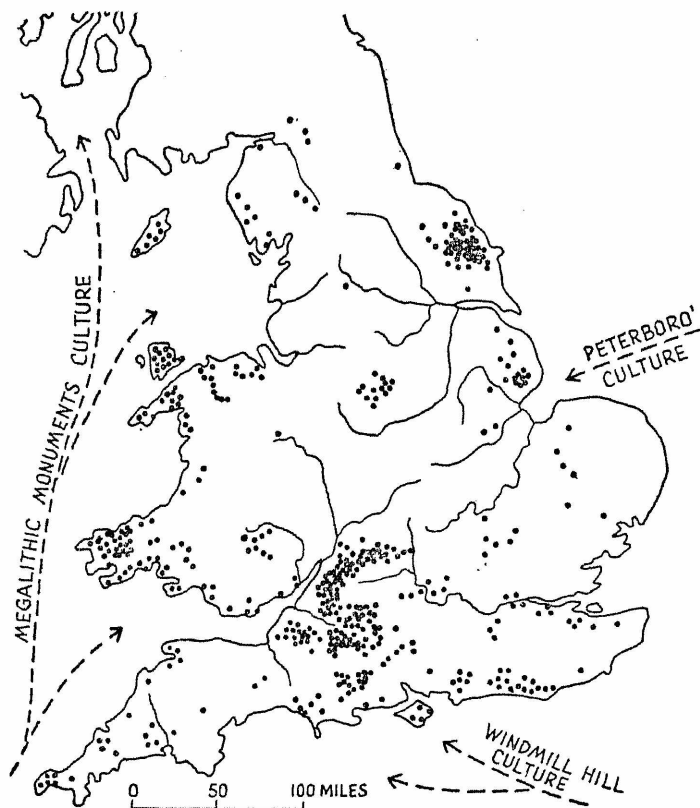 PETERBORO'
CULTURE
MEGALITHIC MONUMENTS CULTURE
WINDMILL HILL
CULTURE
0 50 100 MILES